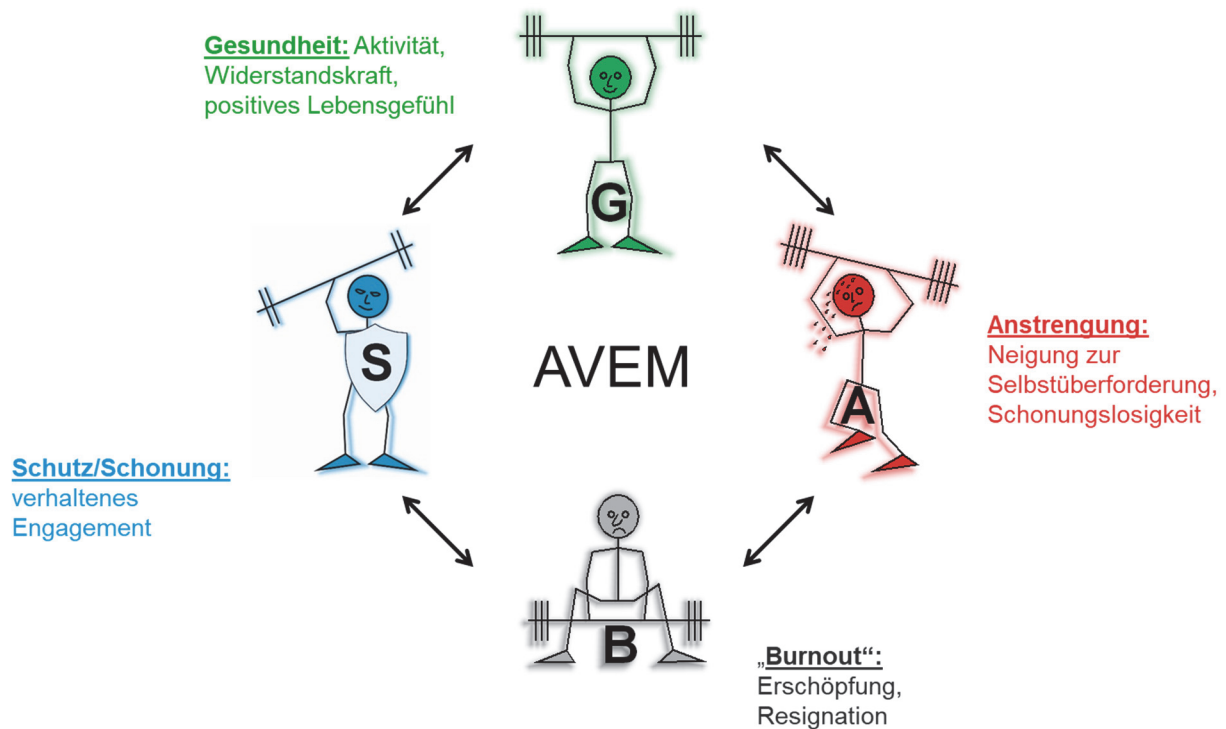 Gesundheit: Aktivität,
Widerstandskraft,
positives Lebensgefühl
G
S
AVEM
A
Anstrengung:
Neigung zur
Selbstüberforderung,
Schonungslosigkeit
Schutz/Schonung:
verhaltenes
Engagement
B
„Burnout“:
Erschöpfung,
Resignation